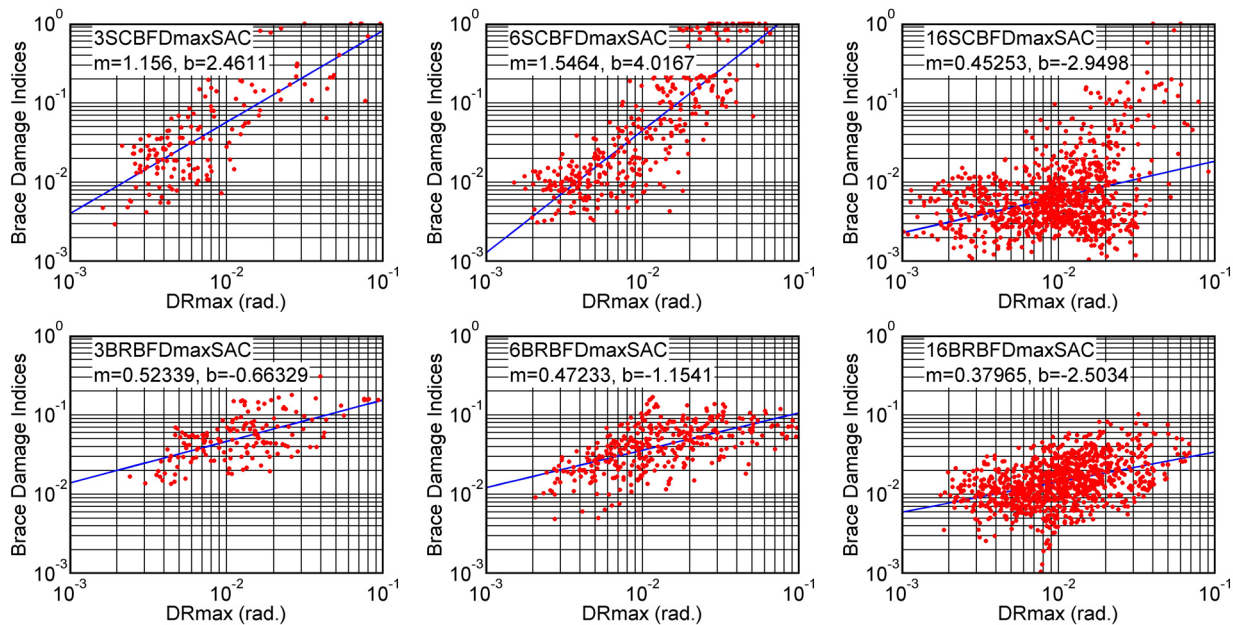 3SCBFDmaxSAC
m=1.156, b=2.4611
Brace Damage Indices
10^0
10^-1
10^-2
10^-3
10^-3
10^-2
10^-1
DRmax (rad.)
6SCBFDmaxSAC
m=1.5464, b=4.0167
Brace Damage Indices
10^0
10^-1
10^-2
10^-3
10^-3
10^-2
10^-1
DRmax (rad.)
16SCBFDmaxSAC
m=0.45253, b=-2.9498
Brace Damage Indices
10^0
10^-1
10^-2
10^-3
10^-3
10^-2
10^-1
DRmax (rad.)
3BRBFDmaxSAC
m=0.52339, b=-0.66329
Brace Damage Indices
10^0
10^-1
10^-2
10^-3
10^-3
10^-2
10^-1
DRmax (rad.)
6BRBFDmaxSAC
m=0.47233, b=-1.1541
Brace Damage Indices
10^0
10^-1
10^-2
10^-3
10^-3
10^-2
10^-1
DRmax (rad.)
16BRBFDmaxSAC
m=0.37965, b=-2.5034
Brace Damage Indices
10^0
10^-1
10^-2
10^-3
10^-3
10^-2
10^-1
DRmax (rad.)